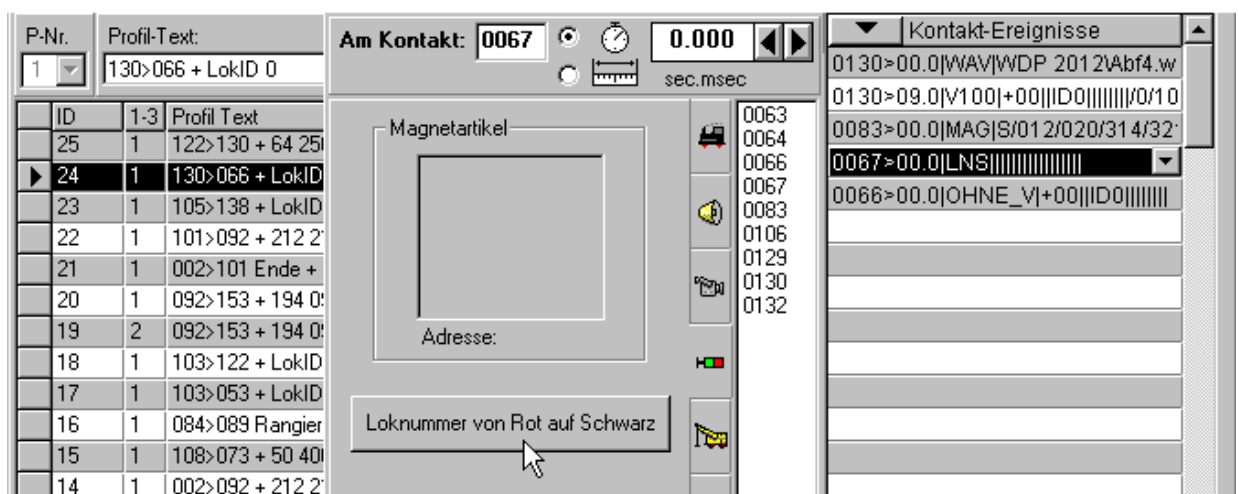 P-Nr. Profil-Text:
1 130>066 + LokID 0
ID 1-3 Profil Text
25 1 122>130 + 64 25
24 1 130>066 + LokID
23 1 105>138 + LokID
22 1 101>092 + 212 2
21 1 002>101 Ende +
20 1 092>153 + 194 0
19 2 092>153 + 194 0
18 1 103>122 + LokID
17 1 103>053 + LokID
16 1 084>089 Rangier
15 1 108>073 + 50 40
14 1 002>092 + 212 2
Am Kontakt: 0067 0.000
sec.msec
Magnetartikel
Adresse:
Loknummer von Rot auf Schwarz
0063
0064
0066
0067
0083
0106
0129
0130
0132
Kontakt-Ereignisse
0130>00.0|WAV|WDP 2012\Abf4.w
0130>09.0|V100|+00||ID0||||||||/0/10
0083>00.0|MAG|S/012/020/314/32
0067>00.0|LNS|||||||||||||||||
0066>00.0|OHNE_V|+00||ID0||||||||